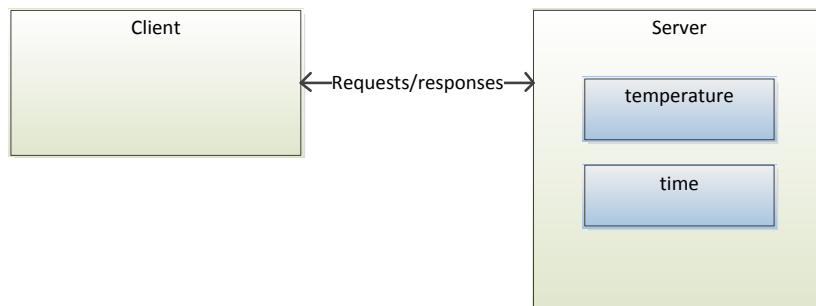 Client
Server
Requests/responses
temperature
time